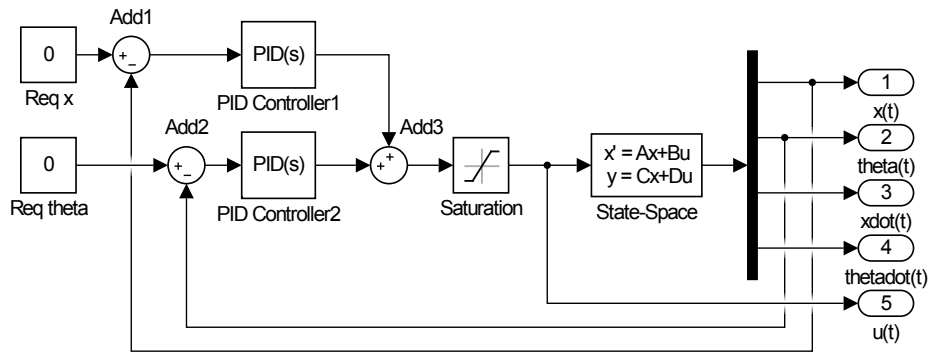 Add1
0
+
−
PID(s)
Req x
PID Controller1
1
x(t)
Add2
Add3
0
+
−
PID(s)
+
+
x' = Ax+Bu
y = Cx+Du
2
theta(t)
Req theta
PID Controller2
Saturation
State-Space
3
xdot(t)
4
thetadot(t)
5
u(t)